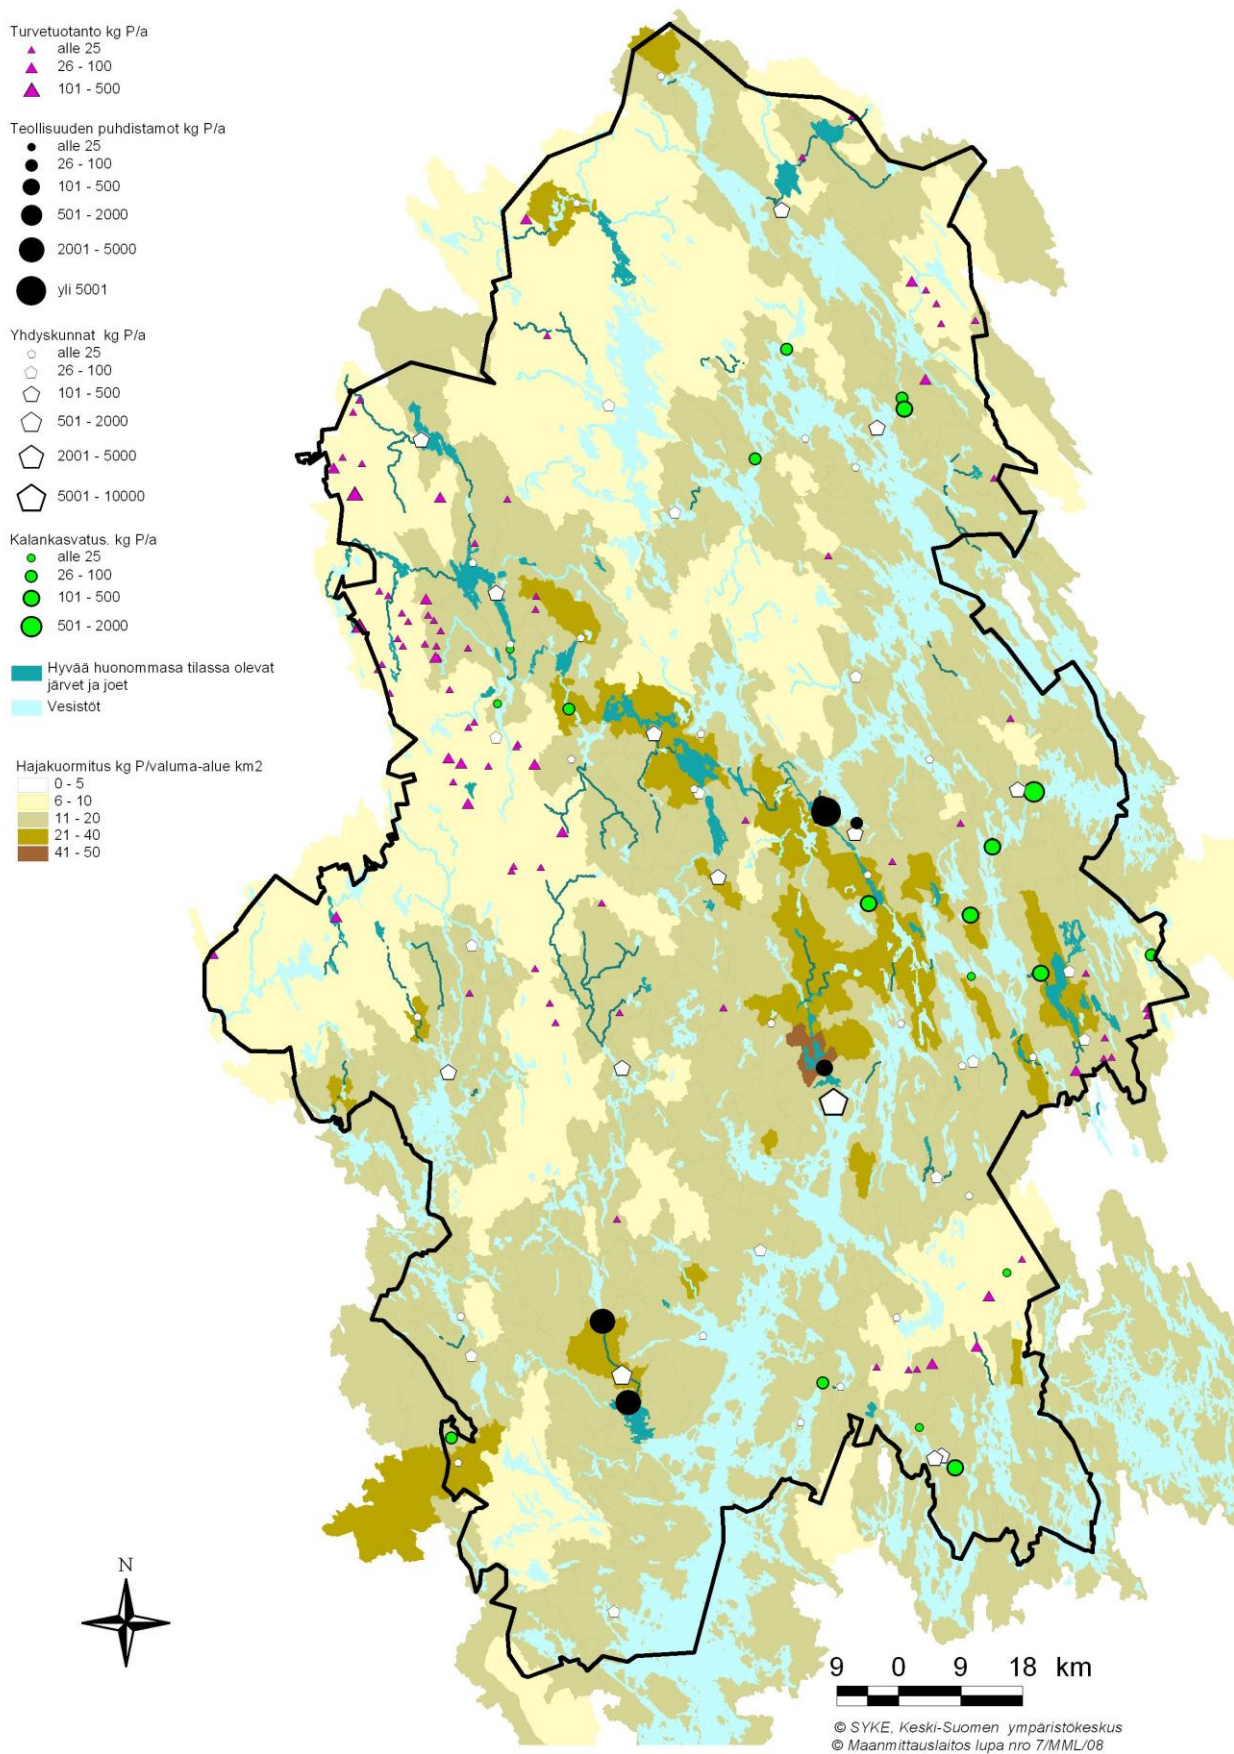 Turvetuotanto kg P/a
alle 25
26 - 100
101 - 500
Teollisuuden puhdistamot kg P/a
alle 25
26 - 100
101 - 500
501 - 2000
2001 - 5000
yli 5001
Yhdyskunnat kg P/a
alle 25
26 - 100
101 - 500
501 - 2000
2001 - 5000
5001 - 10000
Kalankasvatus. kg P/a
alle 25
26 - 100
101 - 500
501 - 2000
Hyvää huonommasa tilassa olevat
järvet ja joet
Vesistöt
Hajakuormitus kg P/valuma-alue km2
0 - 5
6 - 10
11 - 20
21 - 40
41 - 50
N
9 0 9 18 km
© SYKE, Keski-Suomen ympäristökeskus
© Maanmittauslaitos lupa nro 7/MML/08